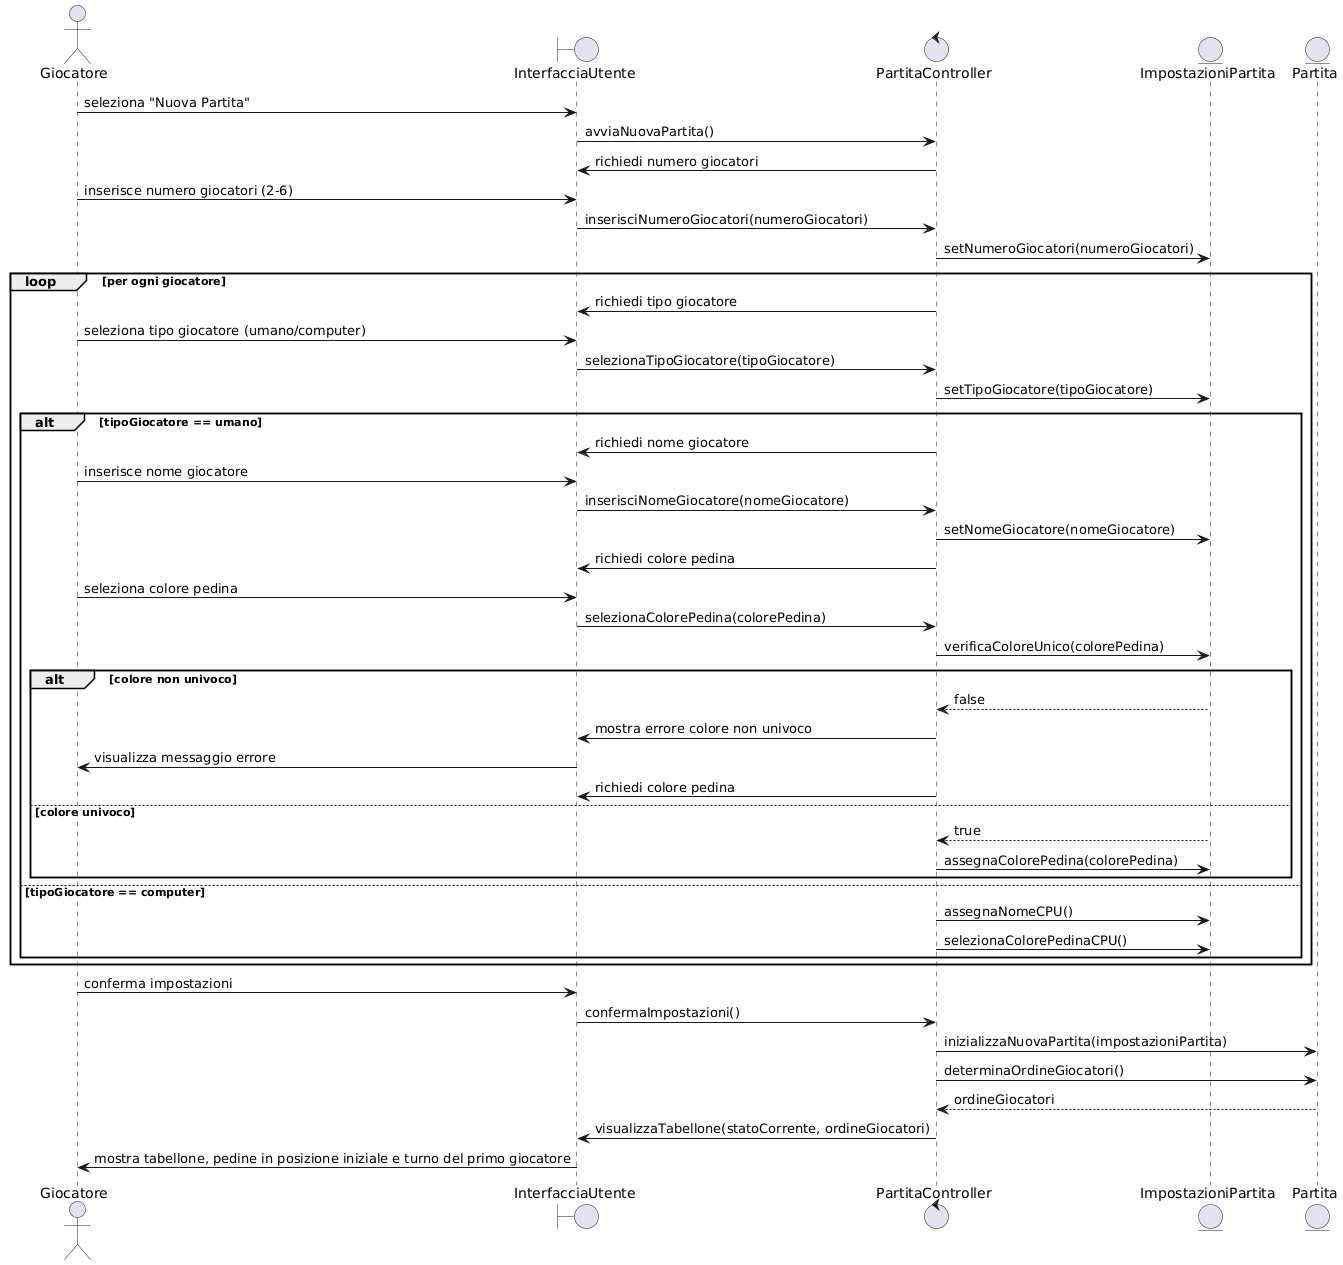 Giocatore
InterfacciaUtente
PartitaController
ImpostazioniPartita
Partita
seleziona "Nuova Partita"
avviaNuovaPartita()
richiedi numero giocatori
inserisce numero giocatori (2-6)
inserisciNumeroGiocatori(numeroGiocatori)
setNumeroGiocatori(numeroGiocatori)
loop [per ogni giocatore]
richiedi tipo giocatore
seleziona tipo giocatore (umano/computer)
selezionaTipoGiocatore(tipoGiocatore)
setTipoGiocatore(tipoGiocatore)
alt [tipoGiocatore == umano]
richiedi nome giocatore
inserisce nome giocatore
inserisciNomeGiocatore(nomeGiocatore)
setNomeGiocatore(nomeGiocatore)
richiedi colore pedina
seleziona colore pedina
selezionaColorePedina(colorePedina)
verificaColoreUnico(colorePedina)
alt [colore non univoco]
false
mostra errore colore non univoco
visualizza messaggio errore
richiedi colore pedina
[colore univoco]
true
assegnaColorePedina(colorePedina)
[tipoGiocatore == computer]
assegnaNomeCPU()
selezionaColorePedinaCPU()
conferma impostazioni
confermaImpostazioni()
inizializzaNuovaPartita(impostazioniPartita)
determinaOrdineGiocatori()
ordineGiocatori
visualizzaTabellone(statoCorrente, ordineGiocatori)
mostra tabellone, pedine in posizione iniziale e turno del primo giocatore
Giocatore
InterfacciaUtente
PartitaController
ImpostazioniPartita
Partita